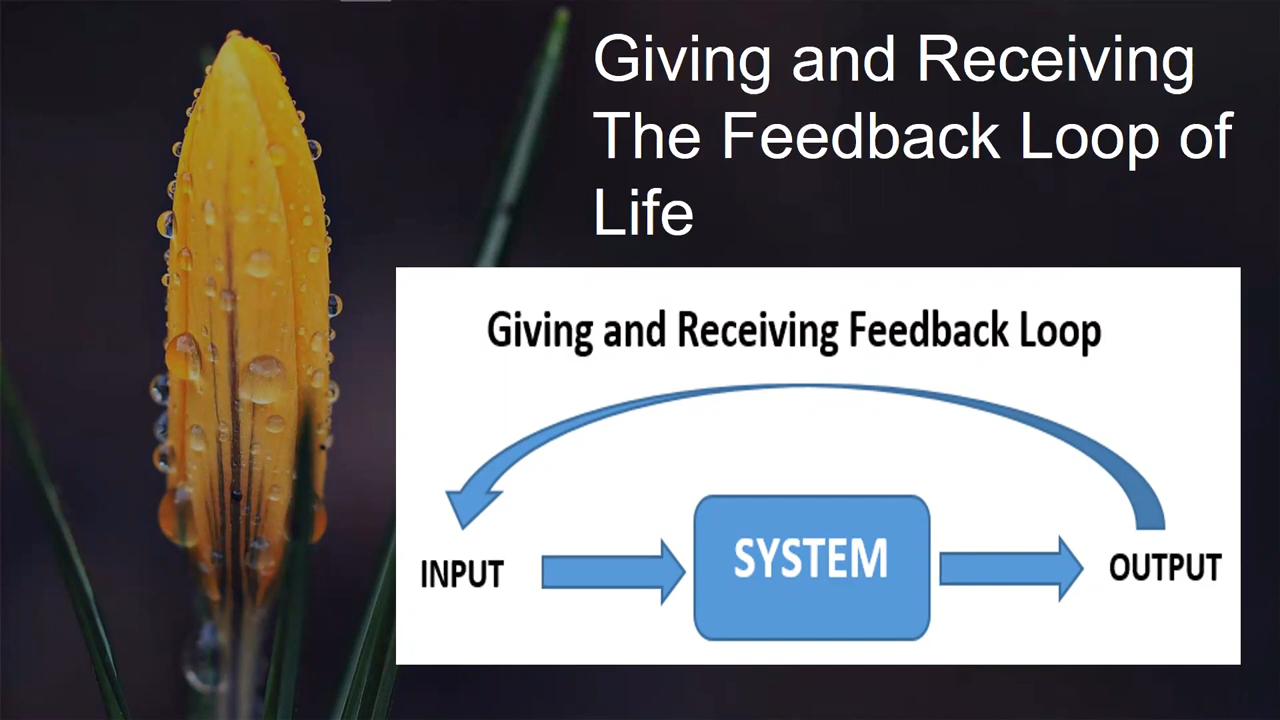 Giving and Receiving
The Feedback Loop of
Life
Giving and Receiving Feedback Loop
INPUT
SYSTEM
OUTPUT